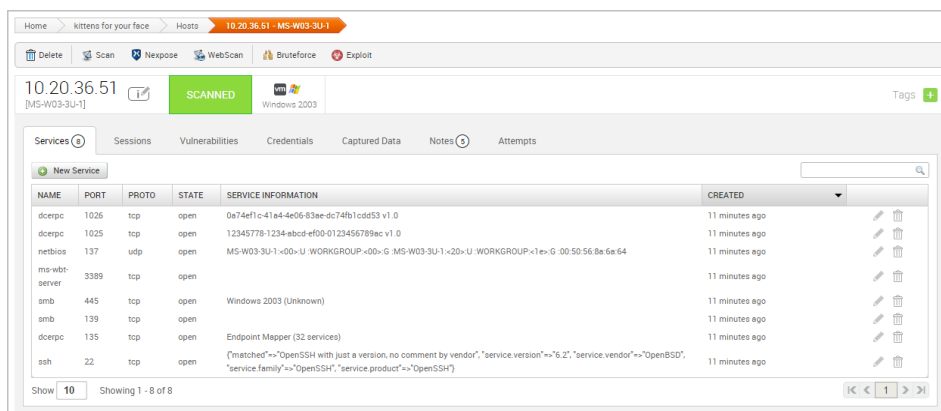 Home kittens for your face Hosts 10.20.36.51 - MS-W03-3U-1
Delete Scan Nexpose WebScan Bruteforce Exploit
10.20.36.51
[MS-W03-3U-1]
SCANNED
vm
Windows 2003
Tags +
Services 8 Sessions Vulnerabilities Credentials Captured Data Notes 5 Attempts
New Service
NAME PORT PROTO STATE SERVICE INFORMATION CREATED
dcerpc 1026 tcp open 0a74ef1c-41a4-4e06-83ae-dc74fb1cdd53 v1.0 11 minutes ago
dcerpc 1025 tcp open 12345778-1234-abcd-ef00-0123456789ac v1.0 11 minutes ago
netbios 137 udp open MS-W03-3U-1:<00>:U :WORKGROUP:<00>:G :MS-W03-3U-1:<20>:U :WORKGROUP:<1e>:G :00:50:56:8a:6a:64 11 minutes ago
ms-wbt-
server 3389 tcp open 11 minutes ago
smb 445 tcp open Windows 2003 (Unknown) 11 minutes ago
smb 139 tcp open 11 minutes ago
dcerpc 135 tcp open Endpoint Mapper (32 services) 11 minutes ago
ssh 22 tcp open {"matched"=>"OpenSSH with just a version, no comment by vendor", "service.version"=>"6.2", "service.vendor"=>"OpenBSD", 11 minutes ago
"service.family"=>"OpenSSH", "service.product"=>"OpenSSH"}
Show 10 Showing 1 - 8 of 8 1